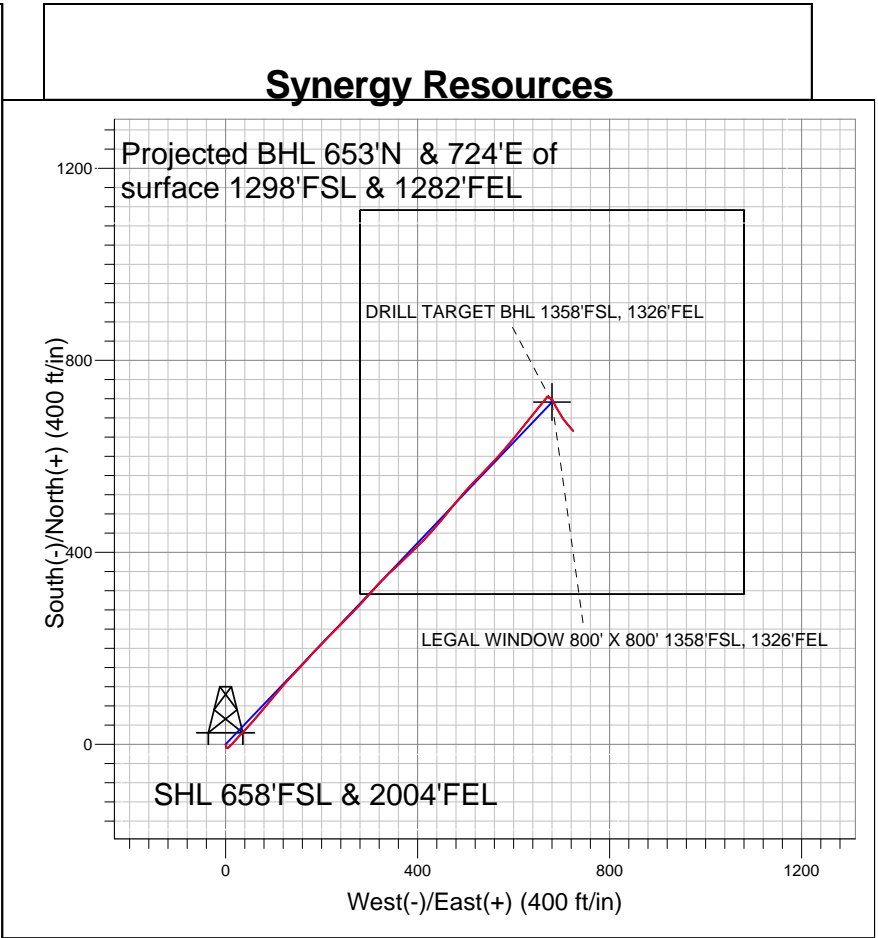 Synergy Resources
Projected BHL 653'N & 724'E of
surface 1298'FSL & 1282'FEL
1200
DRILL TARGET BHL 1358'FSL, 1326'FEL
800
South(-)/North(+) (400 ft/in)
400
LEGAL WINDOW 800' X 800' 1358'FSL, 1326'FEL
0
SHL 658'FSL & 2004'FEL
0 400 800 1200
West(-)/East(+) (400 ft/in)